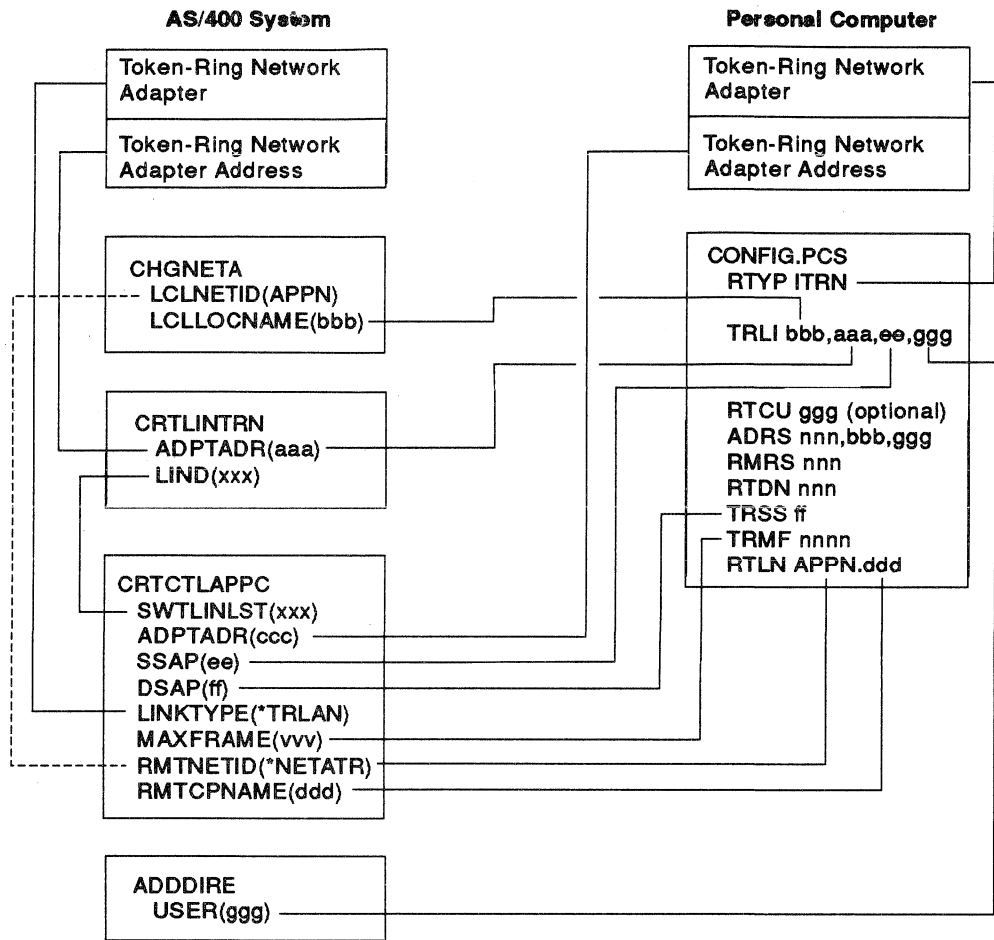 AS/400 System
Token-Ring Network
Adapter
Token-Ring Network
Adapter Address
CHGNETA
LCLNETID(APPN)
LCLLOCNAME(bbb)
CRTLINTRN
ADPTADR(aaa)
LIND(xxx)
CRTCTLAPPC
SWTLINLST(xxx)
ADPTADR(ccc)
SSAP(ee)
DSAP(ff)
LINKTYPE(*TRLAN)
MAXFRAME(vvv)
RMTNETID(*NETATR)
RMTCPNAME(ddd)
ADDDIRE
USER(ggg)
Personal Computer
Token-Ring Network
Adapter
Token-Ring Network
Adapter Address
CONFIG.PCS
RTYP ITRN
TRLI bbb,aaa,ee,ggg
RTCU ggg (optional)
ADRS nnn,bbb,ggg
RMRS nnn
RTDN nnn
TRSS ff
TRMF nnnn
RTLN APPN.ddd